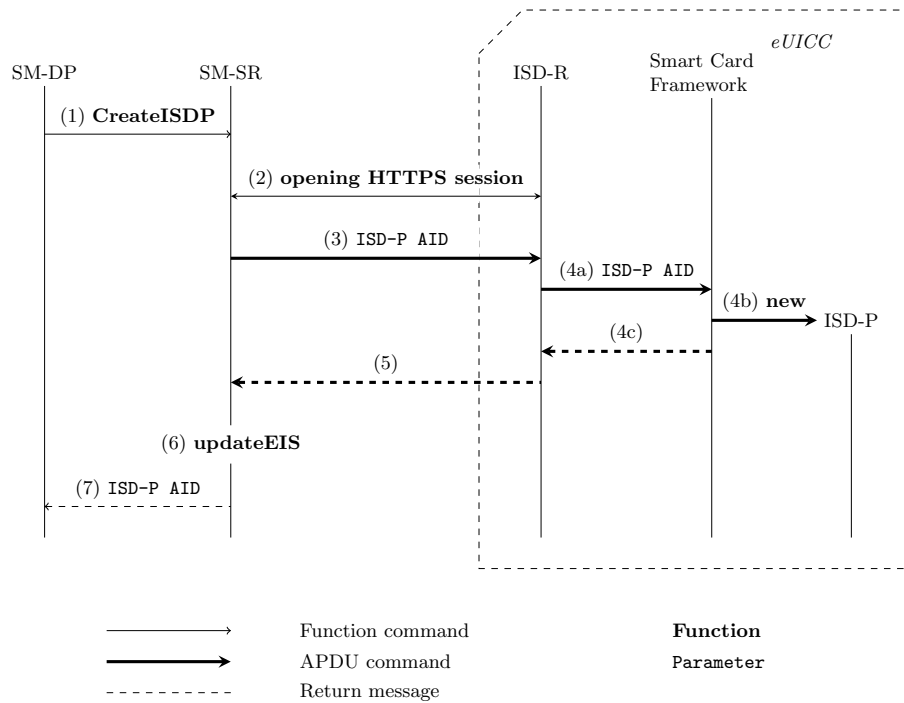 eUICC
SM-DP
SM-SR
ISD-R
Smart Card
Framework
(1) CreateISDP
(2) opening HTTPS session
(3) ISD-P AID
(4a) ISD-P AID
(4b) new
ISD-P
(4c)
(5)
(6) updateEIS
(7) ISD-P AID
Function command
Function
APDU command
Parameter
Return message